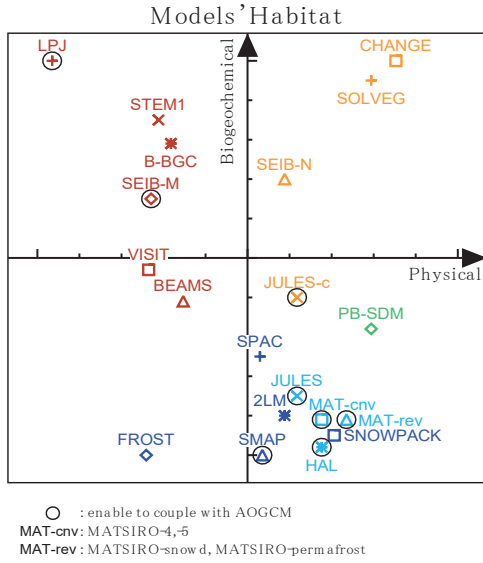 Models' Habitat
LPJ
CHANGE
Biogeochemical
SOLVEG
STEM1
B-BGC
SEIB-M
SEIB-N
VISIT
Physical
BEAMS
JULES-c
PB-SDM
SPAC
JULES
2LM
MAT-cnv
MAT-rev
FROST
SMAP
SNOWPACK
HAL
: enable to couple with AOGCM
MAT-cnv: MATSIRO-4,-5
MAT-rev: MATSIRO-snowd, MATSIRO-permafrost